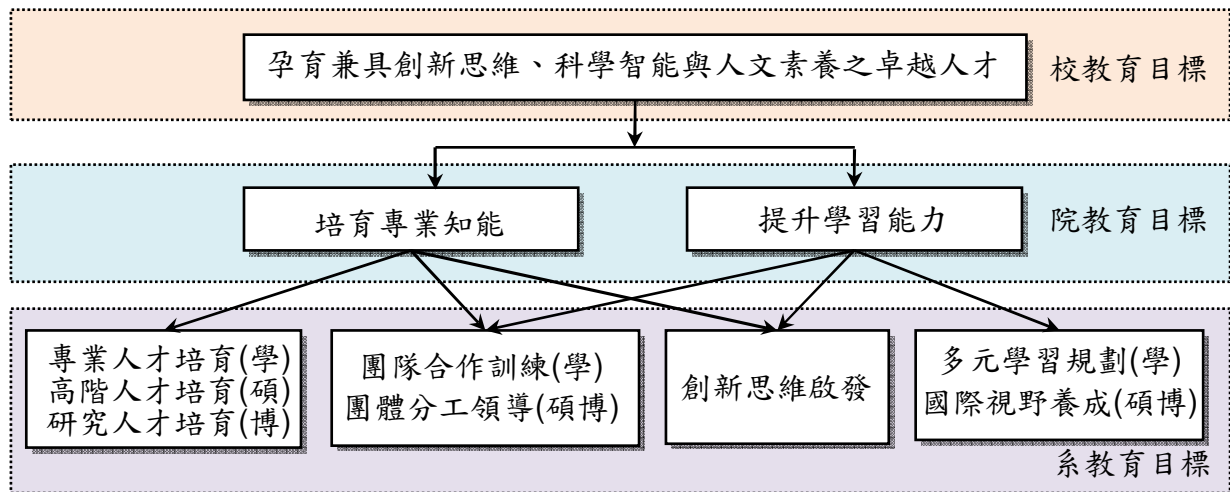 孕育兼具創新思維、科學智能與人文素養之卓越人才
校教育目標
培育專業知能
提升學習能力
院教育目標
專業人才培育(學)
高階人才培育(碩)
研究人才培育(博)
團隊合作訓練(學)
團體分工領導(碩博)
創新思維啟發
多元學習規劃(學)
國際視野養成(碩博)
系教育目標